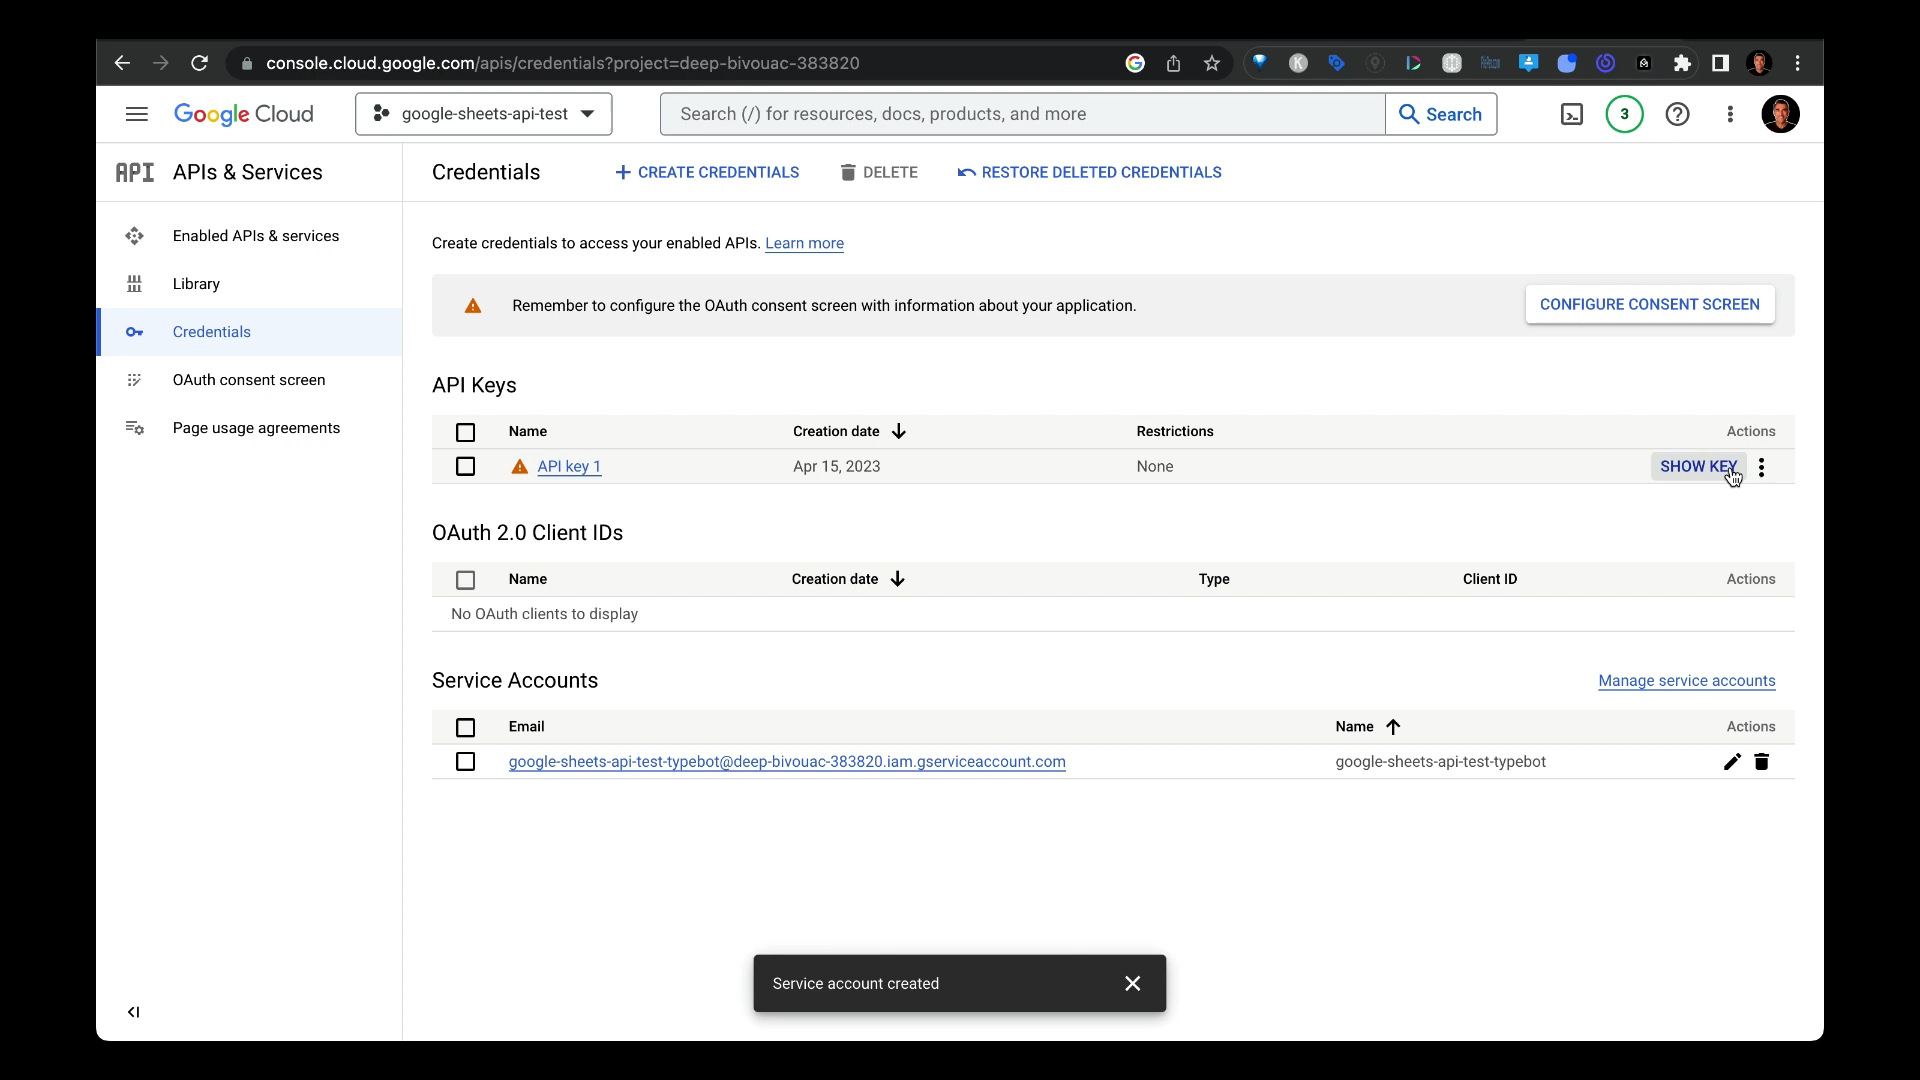 console.cloud.google.com/apis/credentials?project=deep-bivouac-383820
Google Cloud
google-sheets-api-test
Search (/) for resources, docs, products, and more
Search
3
API
APIs & Services
Credentials
+ CREATE CREDENTIALS
DELETE
RESTORE DELETED CREDENTIALS
Enabled APIs & services
Library
Credentials
OAuth consent screen
Page usage agreements
Create credentials to access your enabled APIs. Learn more
Remember to configure the OAuth consent screen with information about your application.
CONFIGURE CONSENT SCREEN
API Keys
Name Creation date Restrictions Actions
API key 1 Apr 15, 2023 None SHOW KEY
OAuth 2.0 Client IDs
Name Creation date Type Client ID Actions
No OAuth clients to display
Service Accounts
Manage service accounts
Email Name Actions
google-sheets-api-test-typebot@deep-bivouac-383820.iam.gserviceaccount.com google-sheets-api-test-typebot
Service account created